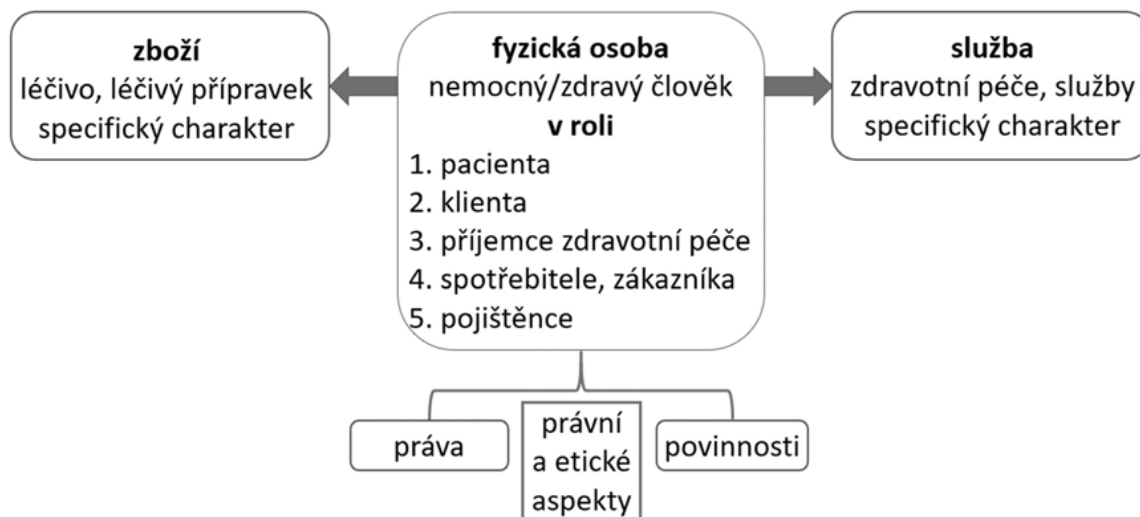 zboží
léčivo, léčivý přípravek
specifický charakter
fyzická osoba
nemocný/zdravý člověk
v roli
1. pacienta
2. klienta
3. příjemce zdravotní péče
4. spotřebitele, zákazníka
5. pojištěnce
služba
zdravotní péče, služby
specifický charakter
práva
právní
a etické
aspekty
povinnosti